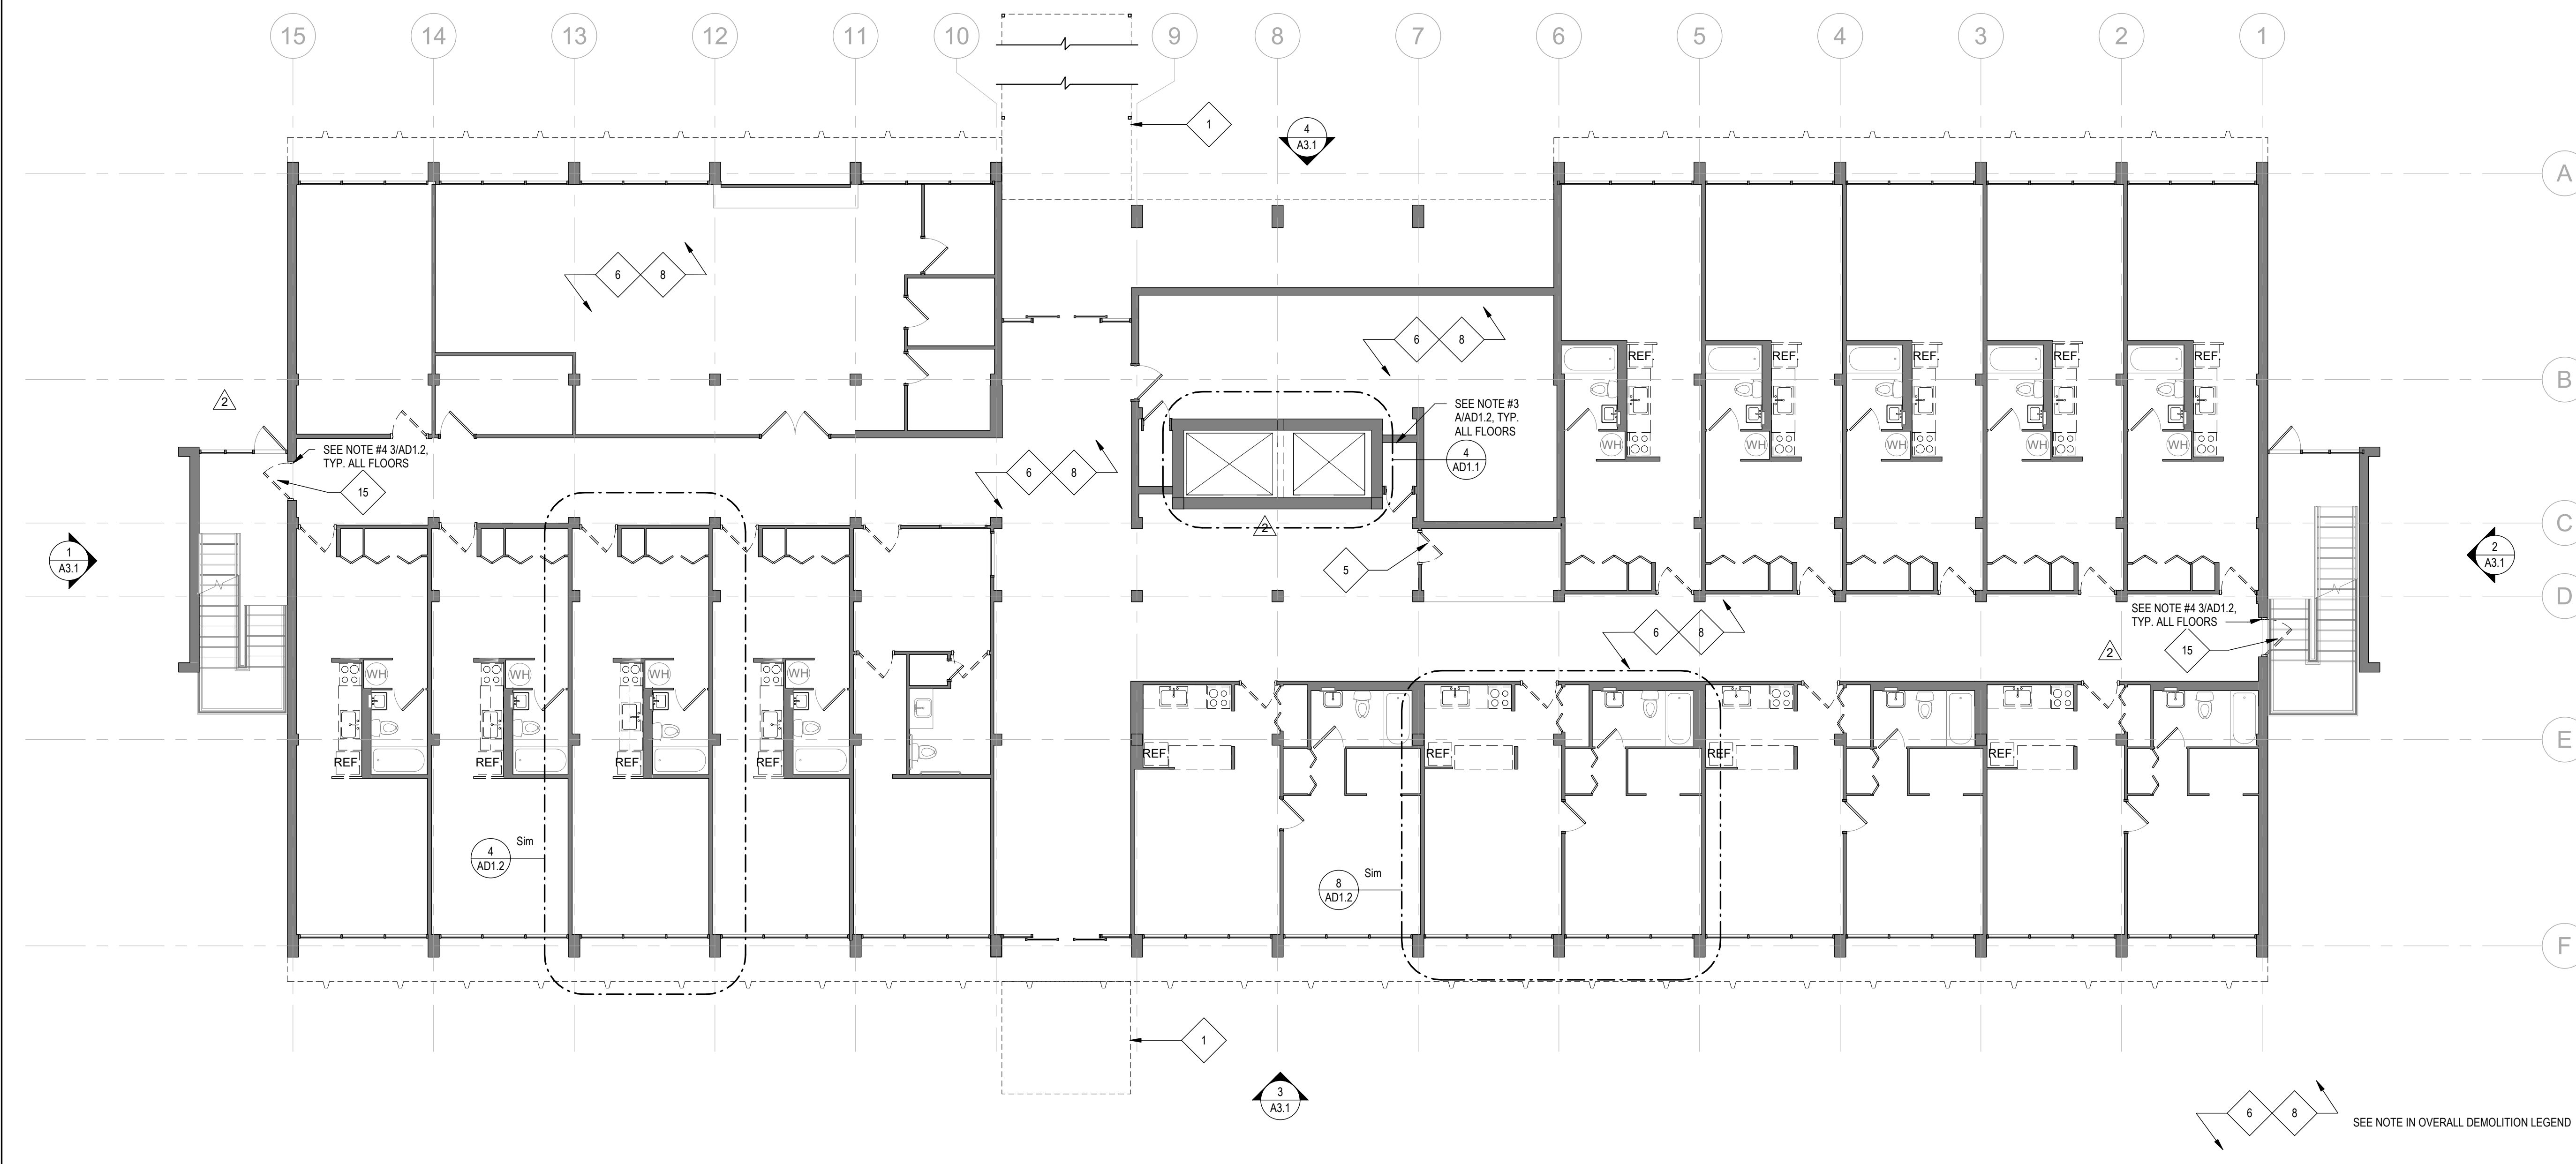 15 14 13 12 11 10 9 8 7 6 5 4 3 2 1
1
4
A3.1
A
6 8
6 8
REF. REF. REF. REF. REF.
B
2
SEE NOTE #3
A/AD1.2, TYP.
ALL FLOORS
4
AD1.1
WH WH WH WH WH
SEE NOTE #4 3/AD1.2,
TYP. ALL FLOORS
15
6 8
2
C
1
A3.1
5
2
A3.1
D
SEE NOTE #4 3/AD1.2,
TYP. ALL FLOORS
15
2
6 8
WH WH WH WH
E
REF. REF. REF. REF.
REF. REF. REF. REF.
4
AD1.2
Sim
8
AD1.2
Sim
F
1
3
A3.1
6 8
SEE NOTE IN OVERALL DEMOLITION LEGEND